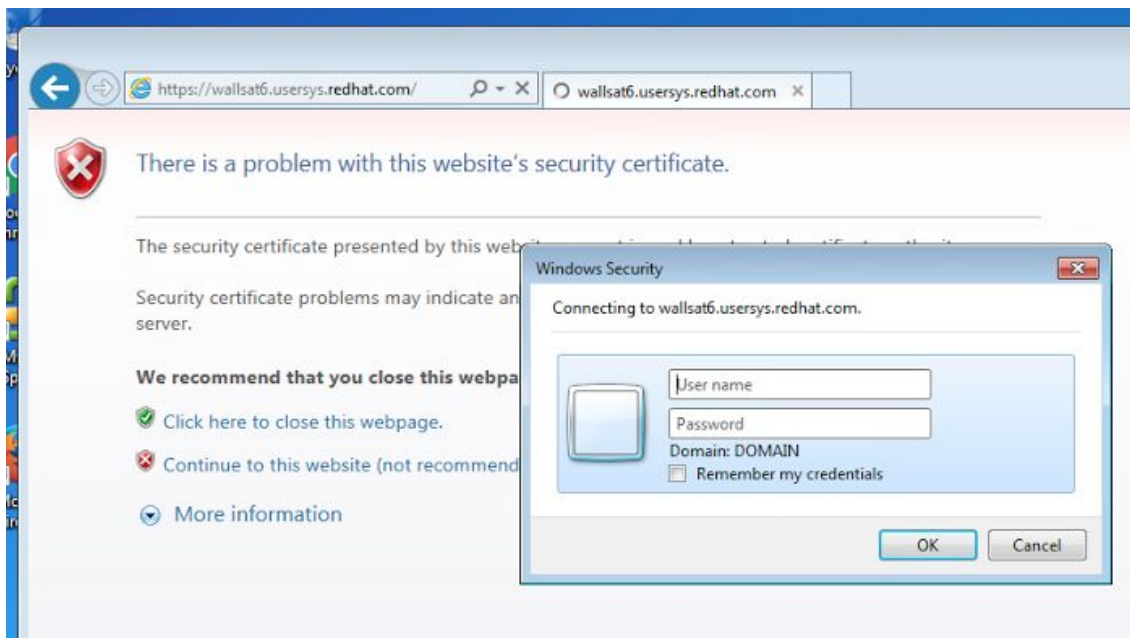 https://wallsat6.usersys.redhat.com/
wallsat6.usersys.redhat.com
There is a problem with this website's security certificate.
The security certificate presented by this
Security certificate problems may indicate an
server.
We recommend that you close this
Click here to close this webpage.
Continue to this website (not
More information
Windows Security
Connecting to wallsat6.usersys.redhat.com.
User name
Password
Domain: DOMAIN
Remember my credentials
OK
Cancel